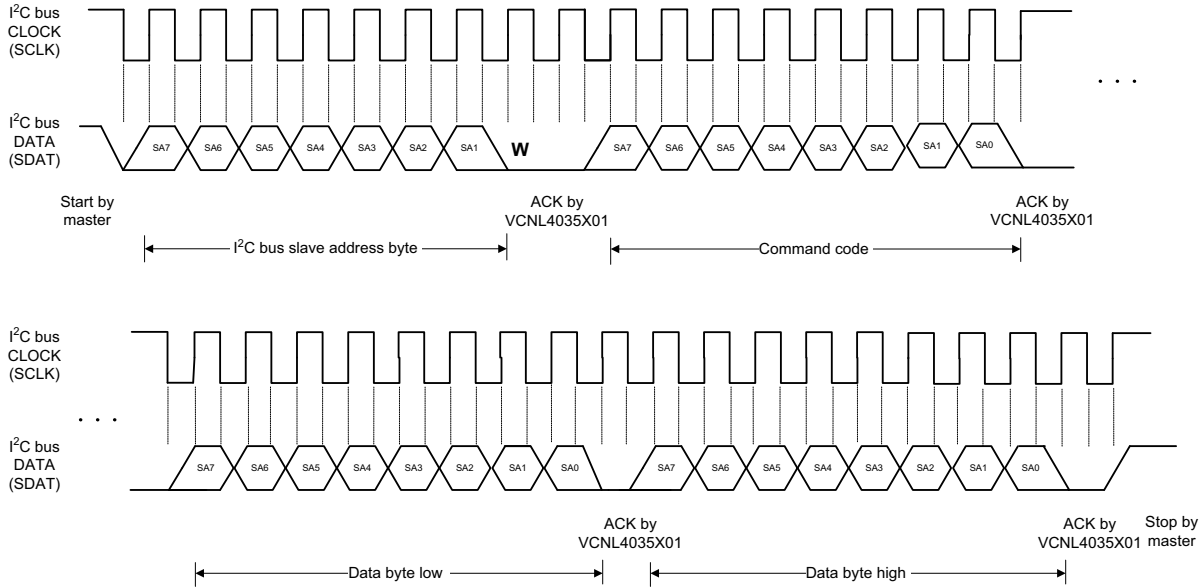 I²C bus
CLOCK
(SCLK)
. . .
I²C bus
DATA
(SDAT)
SA7 SA6 SA5 SA4 SA3 SA2 SA1 W SA7 SA6 SA5 SA4 SA3 SA2 SA1 SA0
Start by
master
ACK by
VCNL4035X01
ACK by
VCNL4035X01
I²C bus slave address byte
Command code
I²C bus
CLOCK
(SCLK)
. . .
I²C bus
DATA
(SDAT)
SA7 SA6 SA5 SA4 SA3 SA2 SA1 SA0 SA7 SA6 SA5 SA4 SA3 SA2 SA1 SA0
ACK by
VCNL4035X01
ACK by
VCNL4035X01
Stop by
master
Data byte low
Data byte high